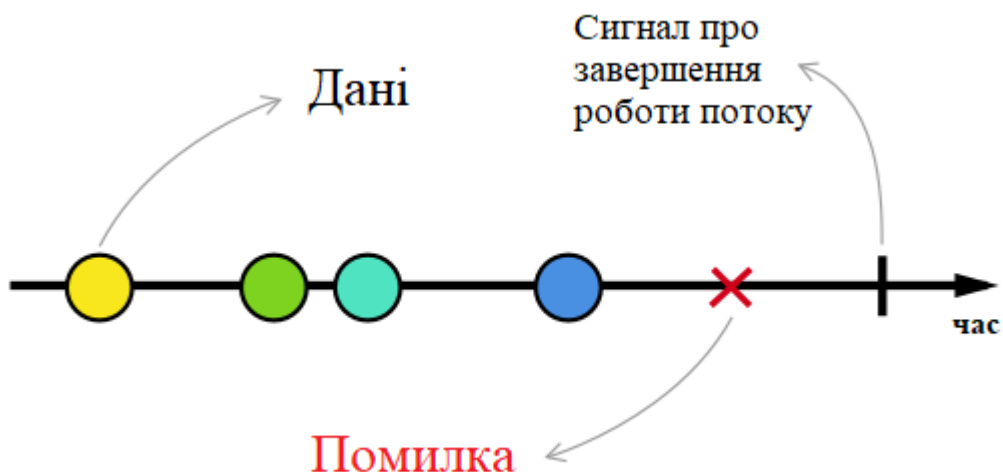 Сигнал про
завершення
роботи потоку
Дані
час
Помилка